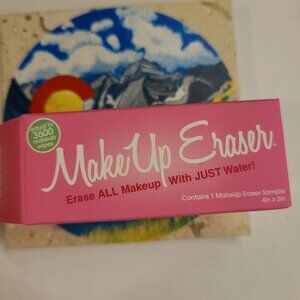 equal to
3600
makeup
wipes
MakeUp Eraser
Erase ALL Makeup With JUST Water!
Contains 1 MakeUp Eraser Sample
4in x 3in